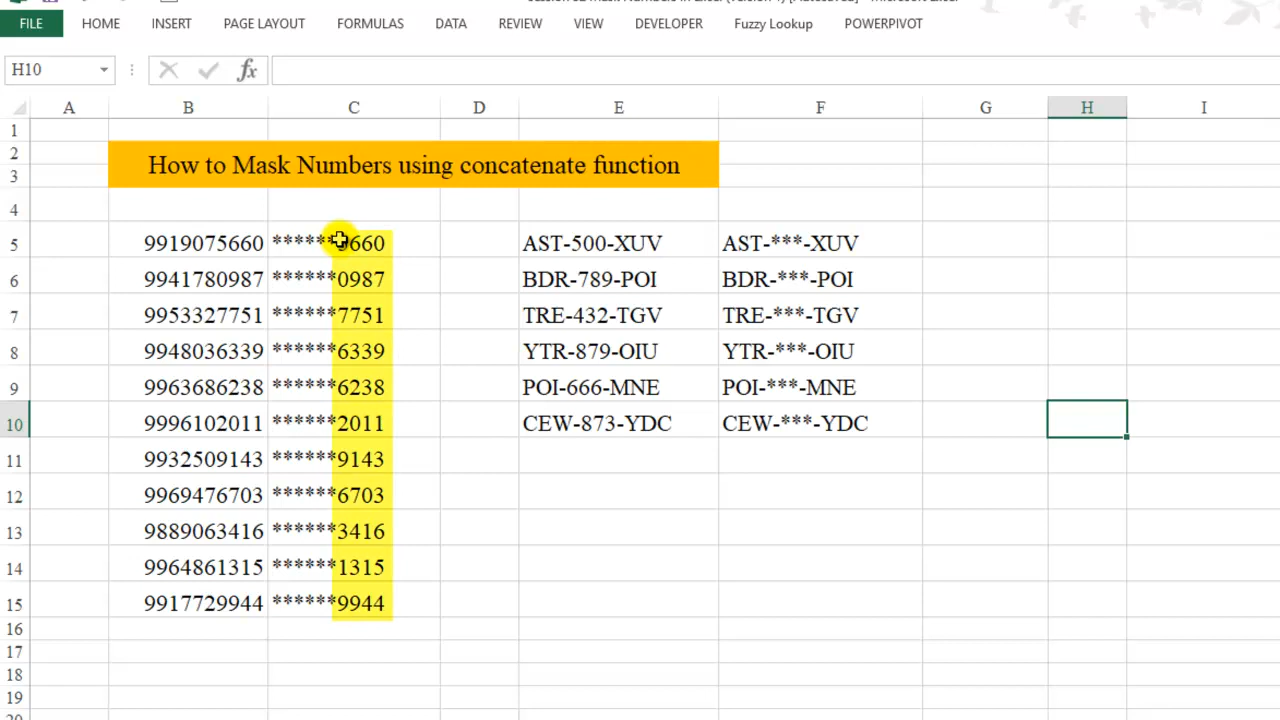 FILE HOME INSERT PAGE LAYOUT FORMULAS DATA REVIEW VIEW DEVELOPER Fuzzy Lookup POWERPIVOT
H10 fx
A B C D E F G H I
1
2
How to Mask Numbers using concatenate function
3
4
5 9919075660 ******5660 AST-500-XUV AST-***-XUV
6 9941780987 ******0987 BDR-789-POI BDR-***-POI
7 9953327751 ******7751 TRE-432-TGV TRE-***-TGV
8 9948036339 ******6339 YTR-879-OIU YTR-***-OIU
9 9963686238 ******6238 POI-666-MNE POI-***-MNE
10 9996102011 ******2011 CEW-873-YDC CEW-***-YDC
11 9932509143 ******9143
12 9969476703 ******6703
13 9889063416 ******3416
14 9964861315 ******1315
15 9917729944 ******9944
16
17
18
19